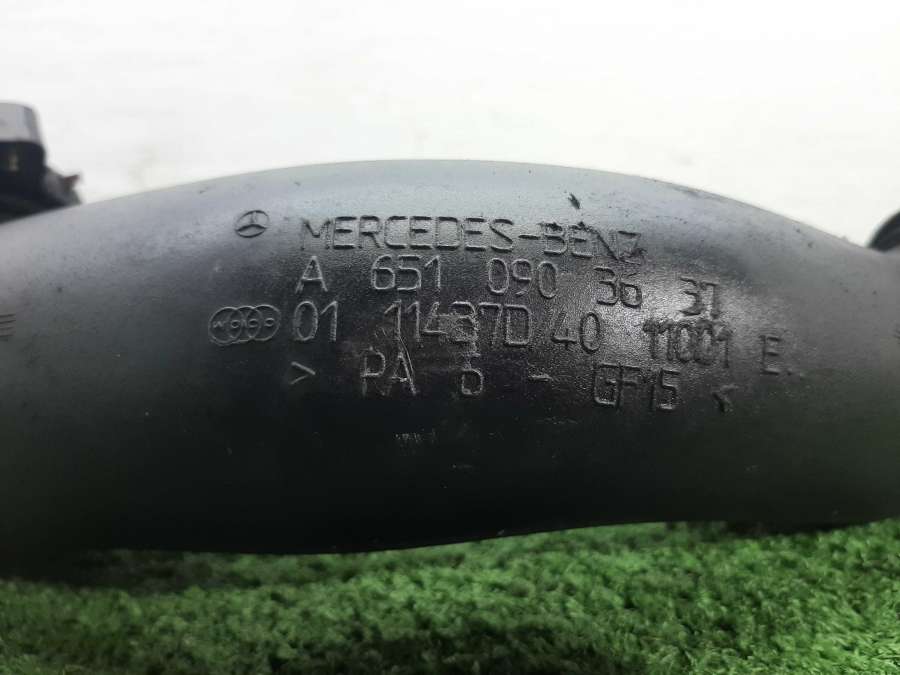 MERCEDES-BENZ
A 651 090 36 37
01 11437D/40 11001 E..
> PA 6 - GF15 <